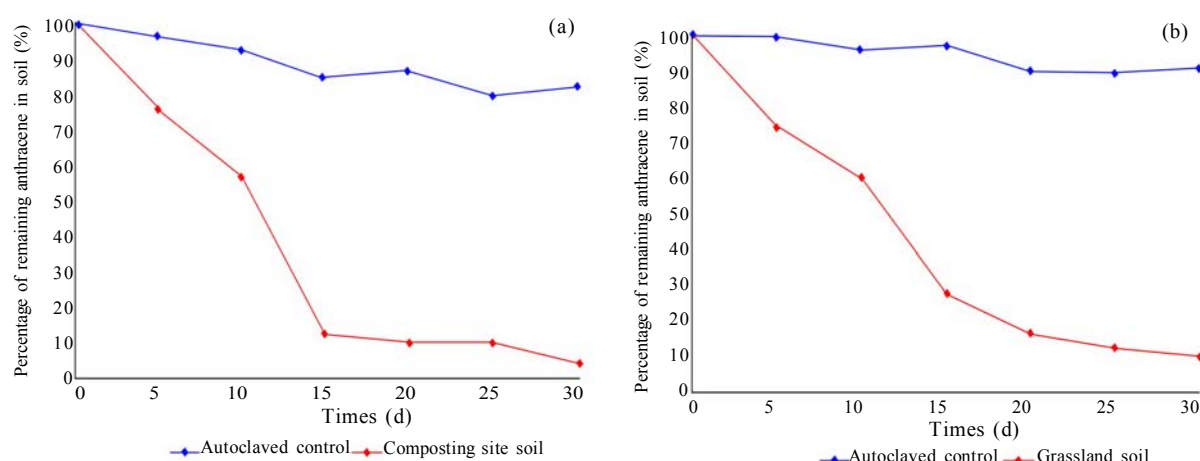 (a)
Percentage of remaining anthracene in soil (%)
100
90
80
70
60
50
40
30
20
10
0
0 5 10 15 20 25 30
Times (d)
Autoclaved control Composting site soil
(b)
Percentage of remaining anthracene in soil (%)
100
90
80
70
60
50
40
30
20
10
0
0 5 10 15 20 25 30
Times (d)
Autoclaved control Grassland soil